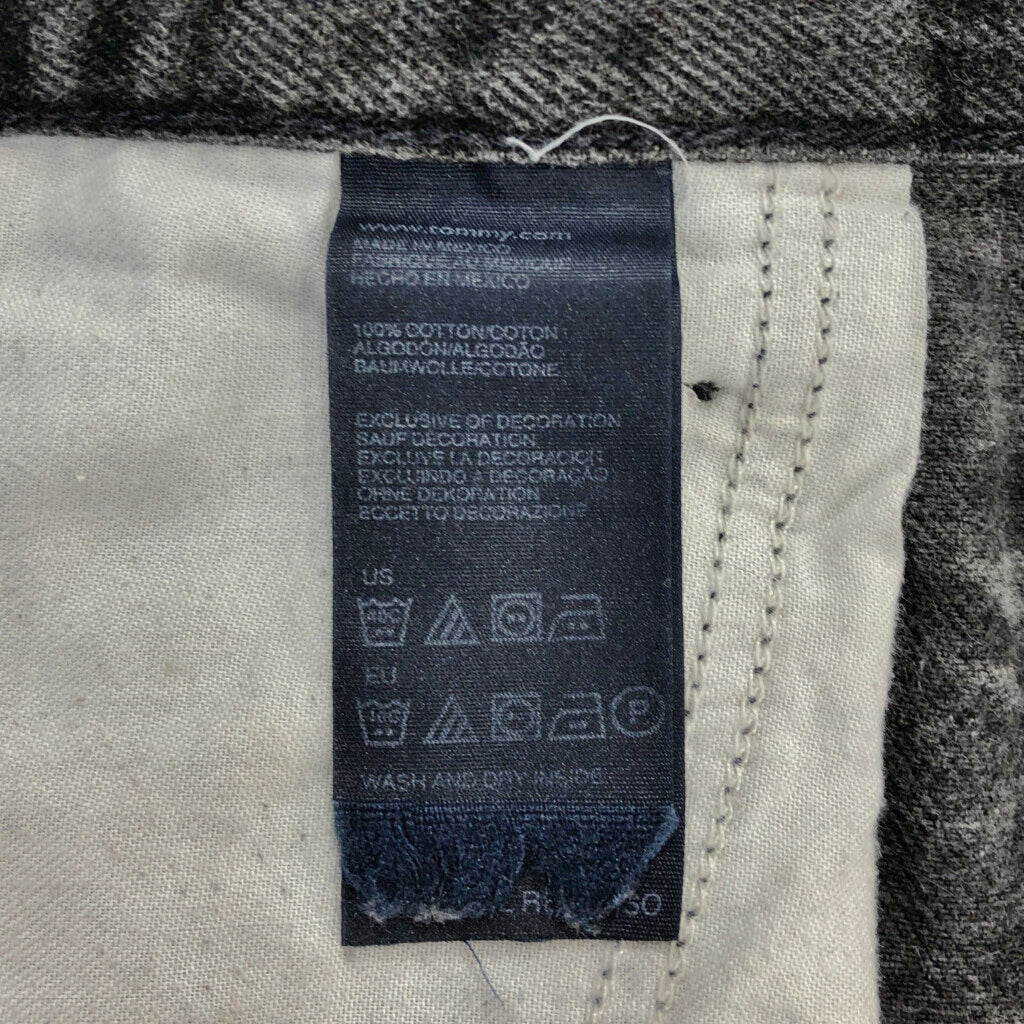 www.tommy.com
MADE IN MEXICO
FABRIQUE AU MEXIQUE
HECHO EN MEXICO
100% COTTON/COTON
ALGODÓN/ALGODÃO
BAUMWOLLE/COTONE
EXCLUSIVE OF DECORATION
SAUF DECORATION
EXCLUYE LA DECORACION
EXCLUINDO A DECORAÇÃO
OHNE DEKORATION
ECCETTO DECORAZIONE
US
EU
P
WASH AND DRY INSIDE